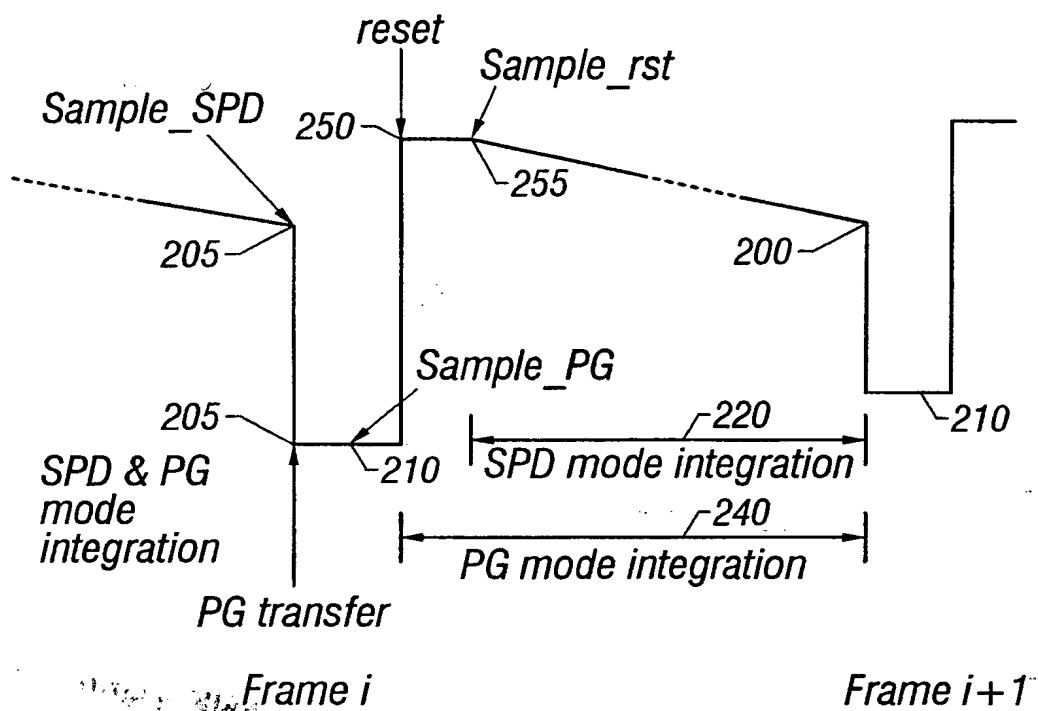 reset
Sample_rst
Sample_SPD
250
255
205
200
Sample_PG
205
210
220
210
SPD & PG
mode
integration
SPD mode integration
240
PG mode integration
PG transfer
Frame i
Frame i+1